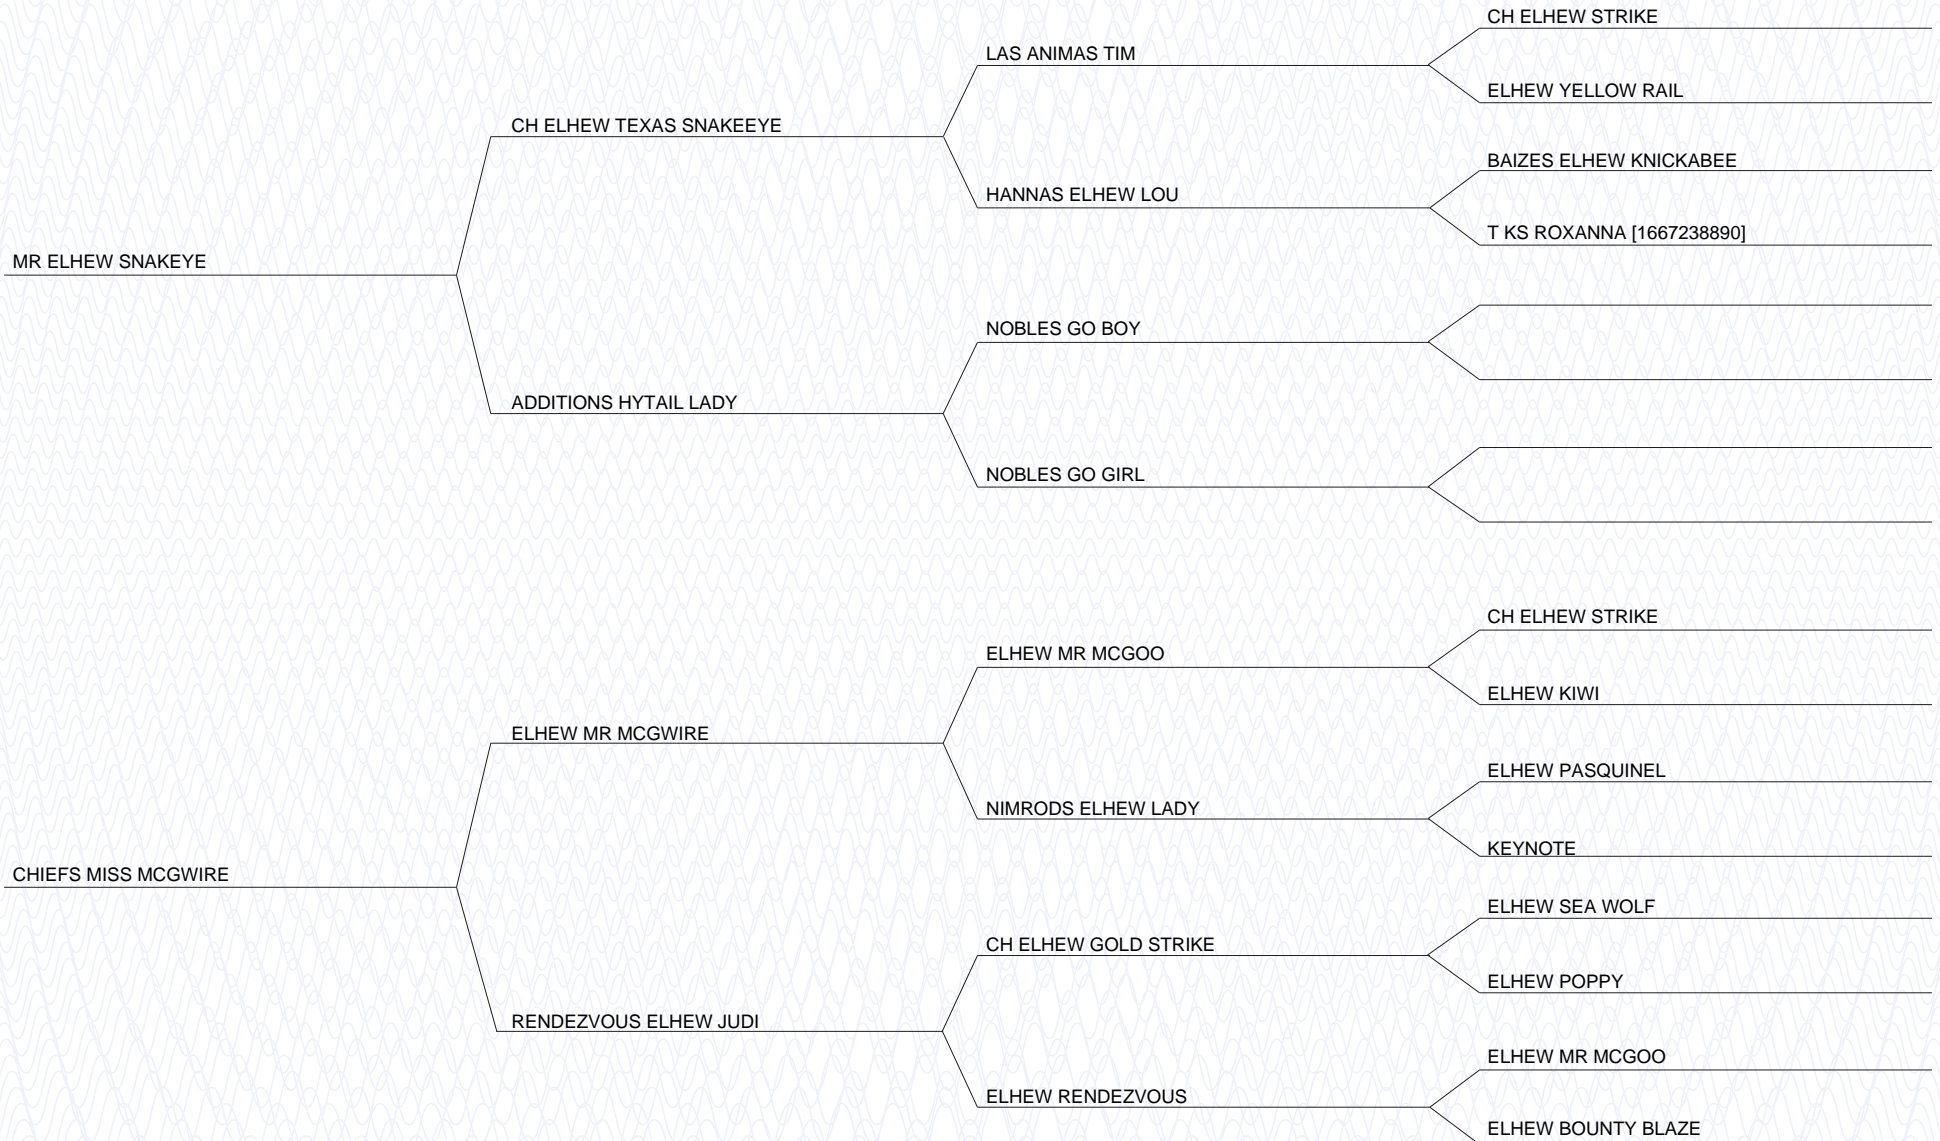 CH ELHEW STRIKE
LAS ANIMAS TIM
ELHEW YELLOW RAIL
CH ELHEW TEXAS SNAKEEYE
BAIZES ELHEW KNICKABEE
HANNAS ELHEW LOU
T KS ROXANNA [1667238890]
MR ELHEW SNAKEYE
NOBLES GO BOY
ADDITIONS HYTAIL LADY
NOBLES GO GIRL
CH ELHEW STRIKE
ELHEW MR MCGOO
ELHEW KIWI
ELHEW MR MCGWIRE
ELHEW PASQUINEL
NIMRODS ELHEW LADY
KEYNOTE
CHIEFS MISS MCGWIRE
ELHEW SEA WOLF
CH ELHEW GOLD STRIKE
ELHEW POPPY
RENDEZVOUS ELHEW JUDI
ELHEW MR MCGOO
ELHEW RENDEZVOUS
ELHEW BOUNTY BLAZE